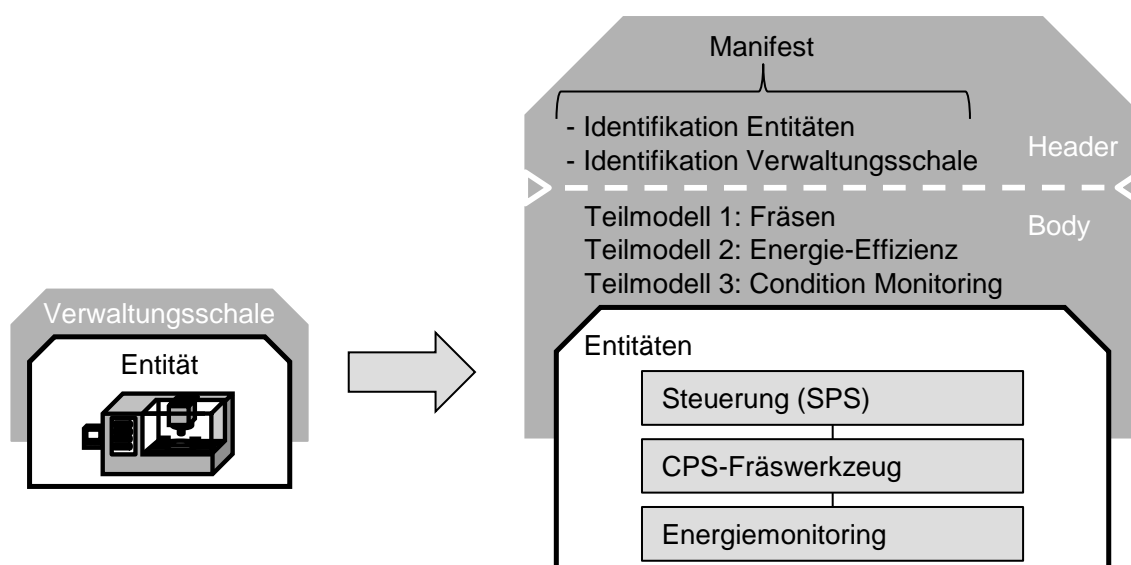 Manifest
- Identifikation Entitäten
- Identifikation Verwaltungsschale
Header
Body
Teilmodell 1: Fräsen
Teilmodell 2: Energie-Effizienz
Teilmodell 3: Condition Monitoring
Verwaltungsschale
Entität
Entitäten
Steuerung (SPS)
CPS-Fräswerkzeug
Energiemonitoring